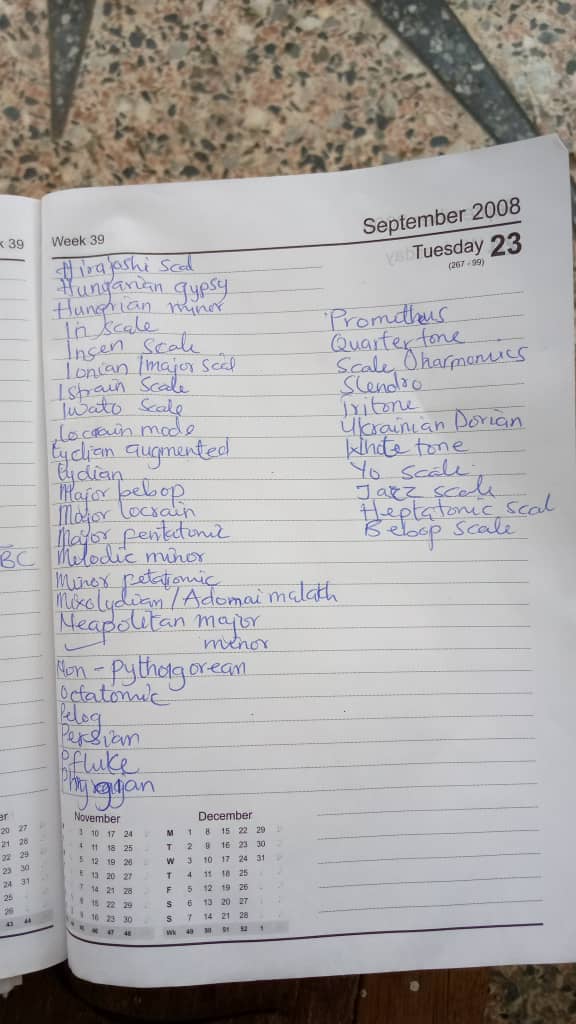 k 39
Week 39
September 2008
Tuesday 23
(267 - 99)
Hirajoshi Scal
Hungarian gypsy
Hungrian minor
In scale
Insen scale
Ionian /major scal
Ispain Scale
Iwato Scale
Locrain mode
Lydian augmented
Lydian
Major bebop
Major locrain
Major pentatonic
BC
Melodic minor
Minor petatonic
Mixolydian / Adomai malakh
Neapolitan major
minor
Non - Pythagorean
Octatomic
Pelog
Persian
Pfluke
Phyreggan
Promethus
Quarter tone
Scale Oharmonics
Slendro
Tritone
Ukrainian Dorian
Whote tone
Yo scale
Jazz scale
Heptatonic scal
Bebop scale
er
20 27
21 28
22 29
23 30
24 31
25
26
43 44
November
3 10 17 24
4 11 18 25
5 12 19 26
6 13 20 27
7 14 21 28
8 15 22 29
9 16 23 30
45 46 47 48
December
M 1 8 15 22 29
T 2 9 16 23 30
W 3 10 17 24 31
T 4 11 18 25
F 5 12 19 26
S 6 13 20 27
S 7 14 21 28
Wk 49 50 51 52 1